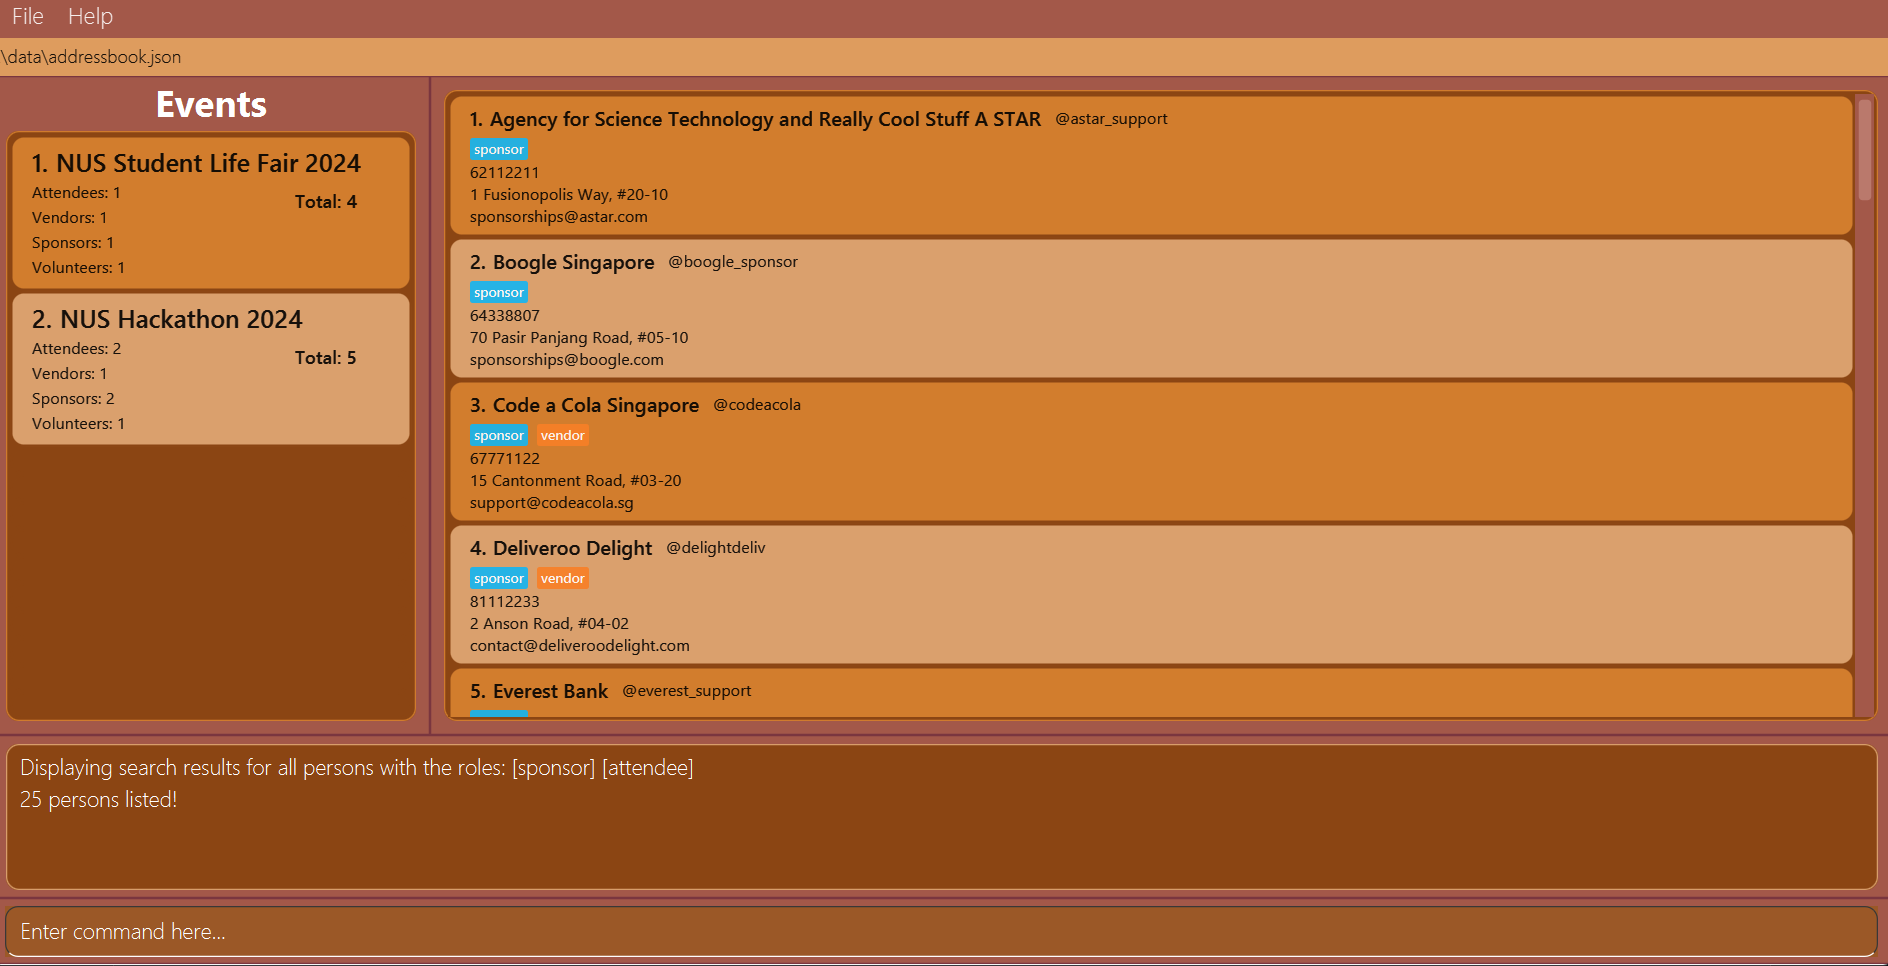 File Help
\data\addressbook.json
Events
1. NUS Student Life Fair 2024
Attendees: 1
Total: 4
Vendors: 1
Sponsors: 1
Volunteers: 1
2. NUS Hackathon 2024
Attendees: 2
Total: 5
Vendors: 1
Sponsors: 2
Volunteers: 1
1. Agency for Science Technology and Really Cool Stuff A STAR @astar_support
sponsor
62112211
1 Fusionopolis Way, #20-10
sponsorships@astar.com
2. Boogle Singapore @boogle_sponsor
sponsor
64338807
70 Pasir Panjang Road, #05-10
sponsorships@boogle.com
3. Code a Cola Singapore @codeacola
sponsor vendor
67771122
15 Cantonment Road, #03-20
support@codeacola.sg
4. Deliveroo Delight @delightdeliv
sponsor vendor
81112233
2 Anson Road, #04-02
contact@deliveroodelight.com
5. Everest Bank @everest_support
Displaying search results for all persons with the roles: [sponsor] [attendee]
25 persons listed!
Enter command here...